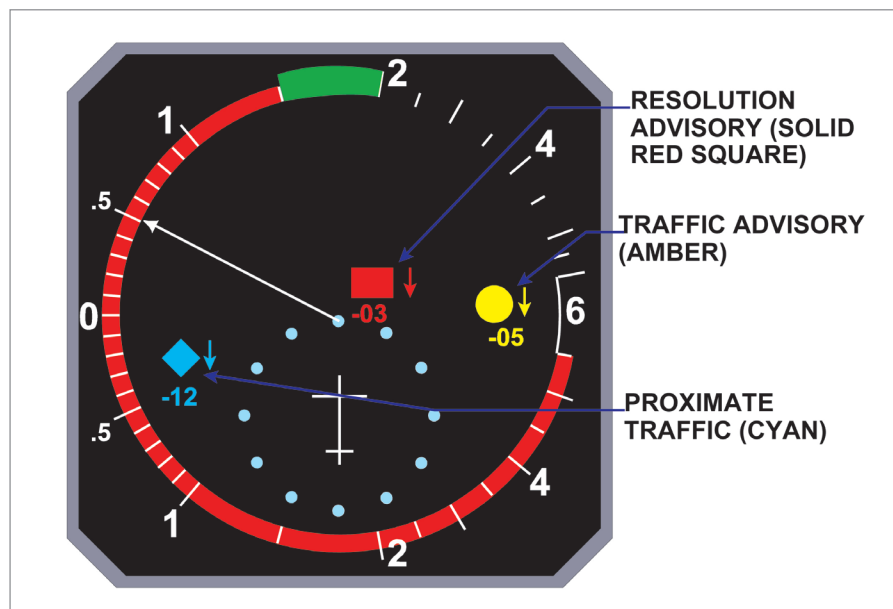 2
1
4
.5
0
6
-03
-05
-12
.5
1
4
2
RESOLUTION
ADVISORY (SOLID
RED SQUARE)
TRAFFIC ADVISORY
(AMBER)
PROXIMATE
TRAFFIC (CYAN)